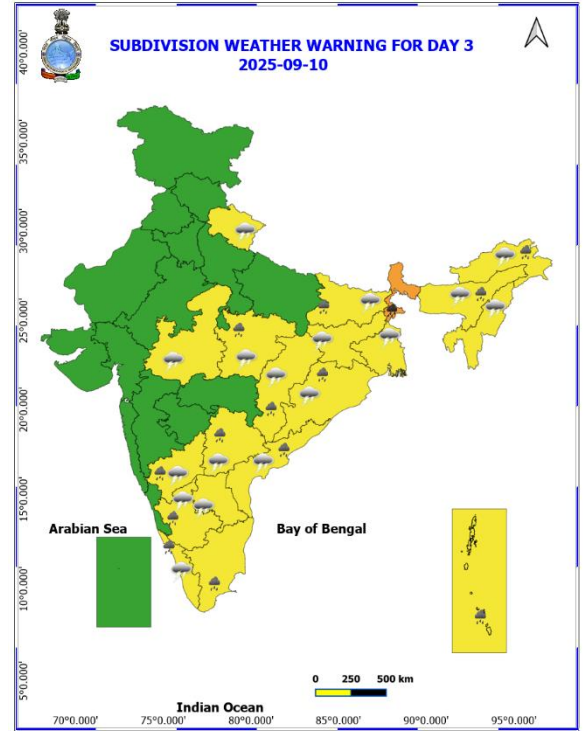 SUBDIVISION WEATHER WARNING FOR DAY 3
2025-09-10
40°0.000'
35°0.000'
30°0.000'
25°0.000'
20°0.000'
15°0.000'
10°0.000'
5°0.000'
Arabian Sea
Bay of Bengal
0 250 500 km
Indian Ocean
70°0.000' 75°0.000' 80°0.000' 85°0.000' 90°0.000' 95°0.000'